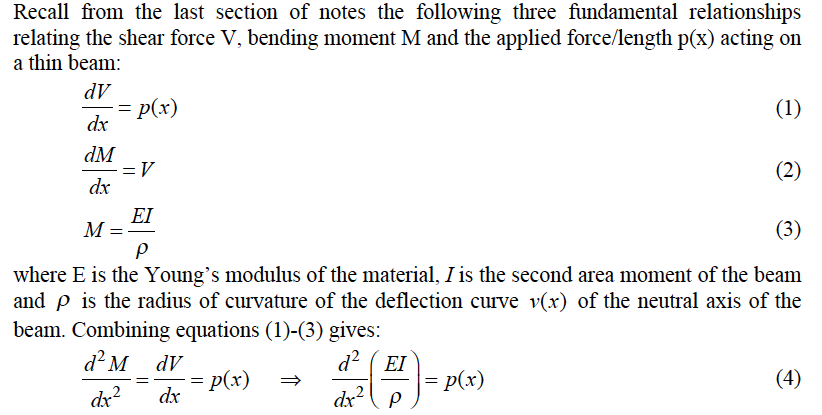 Recall from the last section of notes the following three fundamental relationships
relating the shear force V, bending moment M and the applied force/length p(x) acting on
a thin beam:
dV/dx = p(x) (1)
dM/dx = V (2)
M = EI/ρ (3)
where E is the Young’s modulus of the material, I is the second area moment of the beam
and ρ is the radius of curvature of the deflection curve v(x) of the neutral axis of the
beam. Combining equations (1)-(3) gives:
d²M/dx² = dV/dx = p(x) ⇒ d²/dx² (EI/ρ) = p(x) (4)